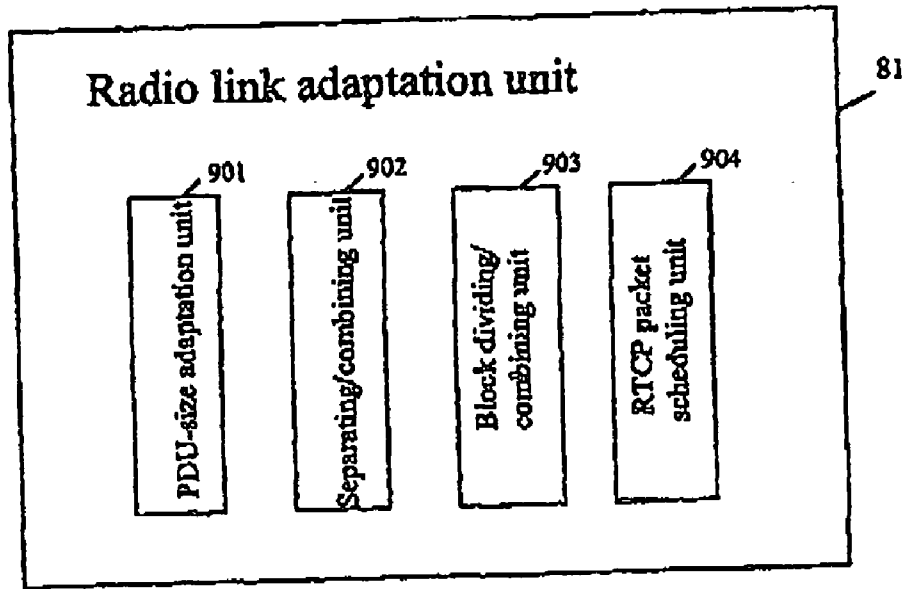 Radio link adaptation unit
81
901
PDU-size adaptation unit
902
Separating/combining unit
903
Block dividing/
combining unit
904
RTCP packet
scheduling unit